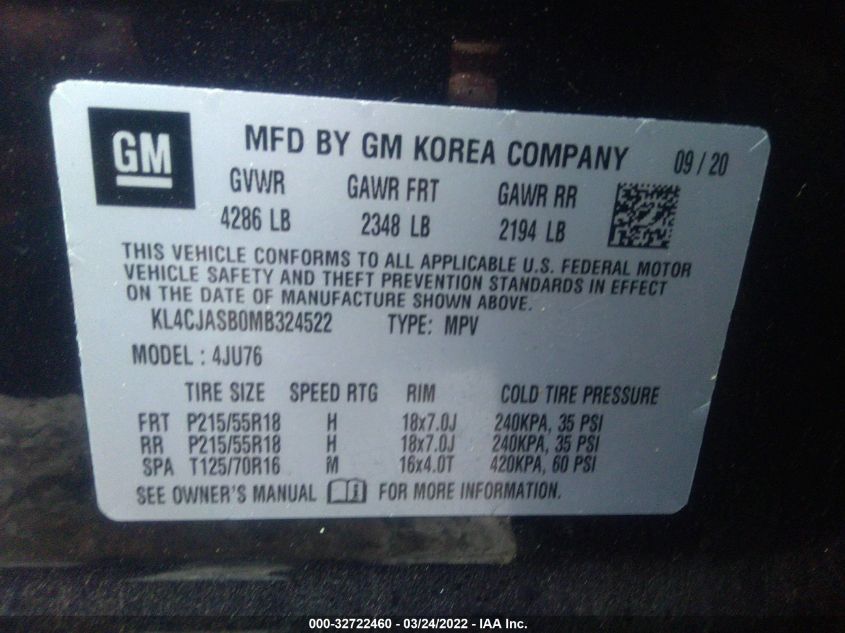 GM MFD BY GM KOREA COMPANY 09/20
GVWR GAWR FRT GAWR RR
4286 LB 2348 LB 2194 LB
THIS VEHICLE CONFORMS TO ALL APPLICABLE U.S. FEDERAL MOTOR
VEHICLE SAFETY AND THEFT PREVENTION STANDARDS IN EFFECT
ON THE DATE OF MANUFACTURE SHOWN ABOVE.
KL4CJASB0MB324522 TYPE: MPV
MODEL: 4JU76
TIRE SIZE SPEED RTG RIM COLD TIRE PRESSURE
FRT P215/55R18 H 18x7.0J 240KPA, 35 PSI
RR P215/55R18 H 18x7.0J 240KPA, 35 PSI
SPA T125/70R16 M 16x4.0T 420KPA, 60 PSI
SEE OWNER'S MANUAL FOR MORE INFORMATION.
000-32722460 - 03/24/2022 - IAA Inc.